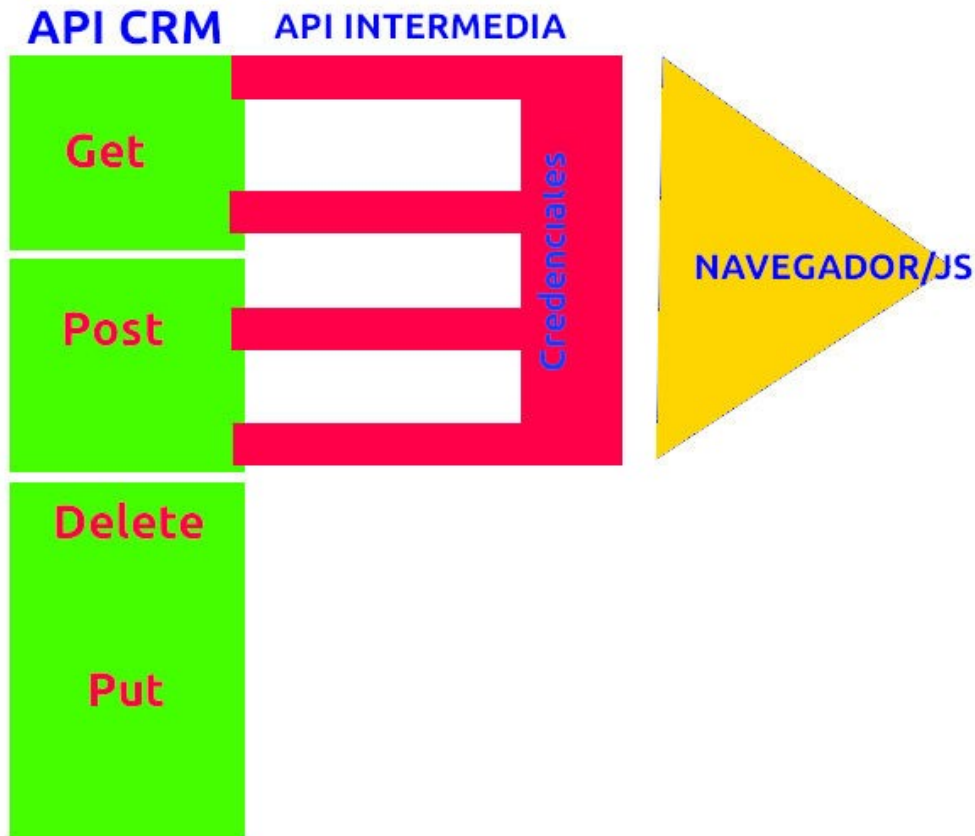 API CRM
API INTERMEDIA
Get
Post
Delete
Put
Credenciales
NAVEGADOR/JS